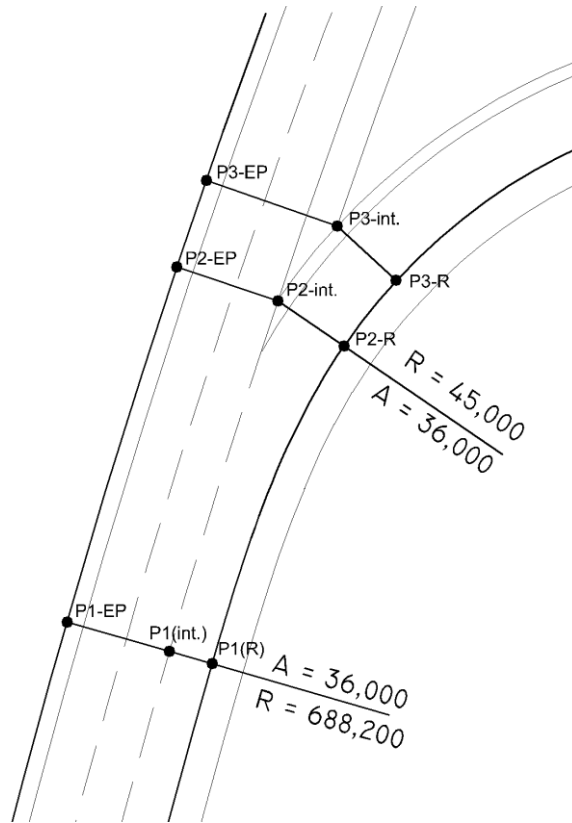 P3-EP
P3-int.
P2-EP
P3-R
P2-int.
P2-R
R = 45,000
A = 36,000
P1-EP
P1(int.)
P1(R)
A = 36,000
R = 688,200